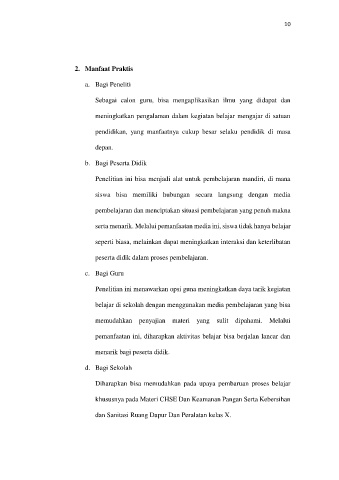 10
2. Manfaat Praktis
a. Bagi Peneliti
Sebagai calon guru, bisa mengaplikasikan ilmu yang didapat dan
meningkatkan pengalaman dalam kegiatan belajar mengajar di satuan
pendidikan, yang manfaatnya cukup besar selaku pendidik di masa
depan.
b. Bagi Peserta Didik
Penelitian ini bisa menjadi alat untuk pembelajaran mandiri, di mana
siswa bisa memiliki hubungan secara langsung dengan media
pembelajaran dan menciptakan situasi pembelajaran yang penuh makna
serta menarik. Melalui pemanfaatan media ini, siswa tidak hanya belajar
seperti biasa, melainkan dapat meningkatkan interaksi dan keterlibatan
peserta didik dalam proses pembelajaran.
c. Bagi Guru
Penelitian ini menawarkan opsi guna meningkatkan daya tarik kegiatan
belajar di sekolah dengan menggunakan media pembelajaran yang bisa
memudahkan penyajian materi yang sulit dipahami. Melalui
pemanfaatan ini, diharapkan aktivitas belajar bisa berjalan lancar dan
menarik bagi peserta didik.
d. Bagi Sekolah
Diharapkan bisa memudahkan pada upaya pembaruan proses belajar
khususnya pada Materi CHSE Dan Keamanan Pangan Serta Kebersihan
dan Sanitasi Ruang Dapur Dan Peralatan kelas X.